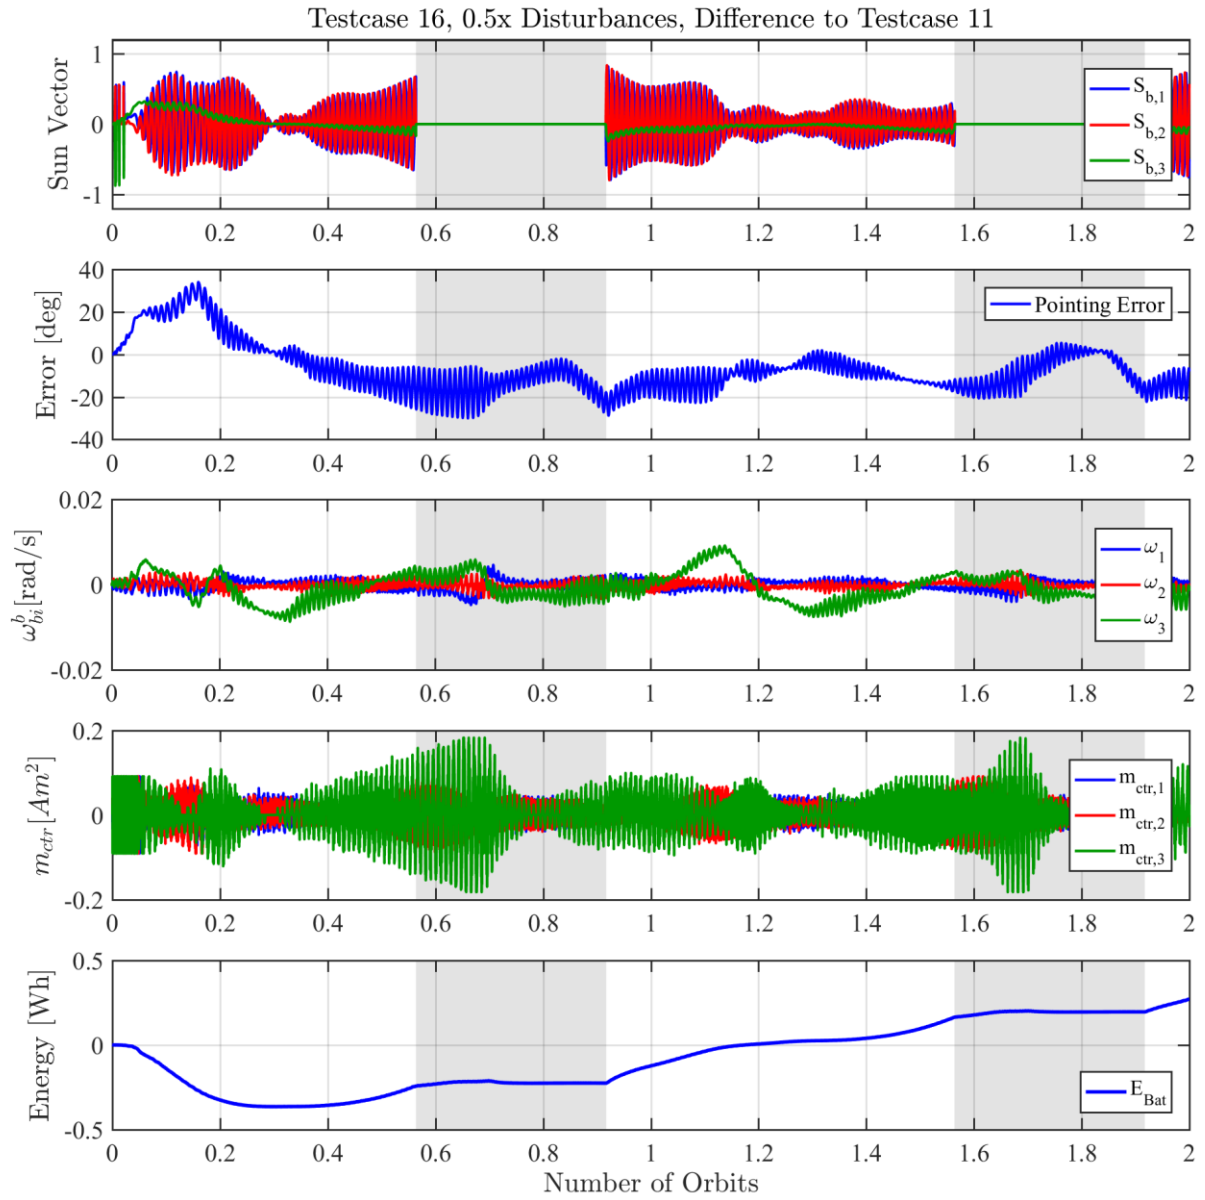 Testcase 16, 0.5x Disturbances, Difference to Testcase 11
Sun Vector
1
0
-1
S_b,1
S_b,2
S_b,3
0 0.2 0.4 0.6 0.8 1 1.2 1.4 1.6 1.8 2
Error [deg]
40
20
0
-20
-40
Pointing Error
0 0.2 0.4 0.6 0.8 1 1.2 1.4 1.6 1.8 2
ω^b_bi[rad/s]
0.02
0
-0.02
ω_1
ω_2
ω_3
0 0.2 0.4 0.6 0.8 1 1.2 1.4 1.6 1.8 2
m_ctr[Am^2]
0.2
0
-0.2
m_ctr,1
m_ctr,2
m_ctr,3
0 0.2 0.4 0.6 0.8 1 1.2 1.4 1.6 1.8 2
Energy [Wh]
0.5
0
-0.5
E_Bat
0 0.2 0.4 0.6 0.8 1 1.2 1.4 1.6 1.8 2
Number of Orbits